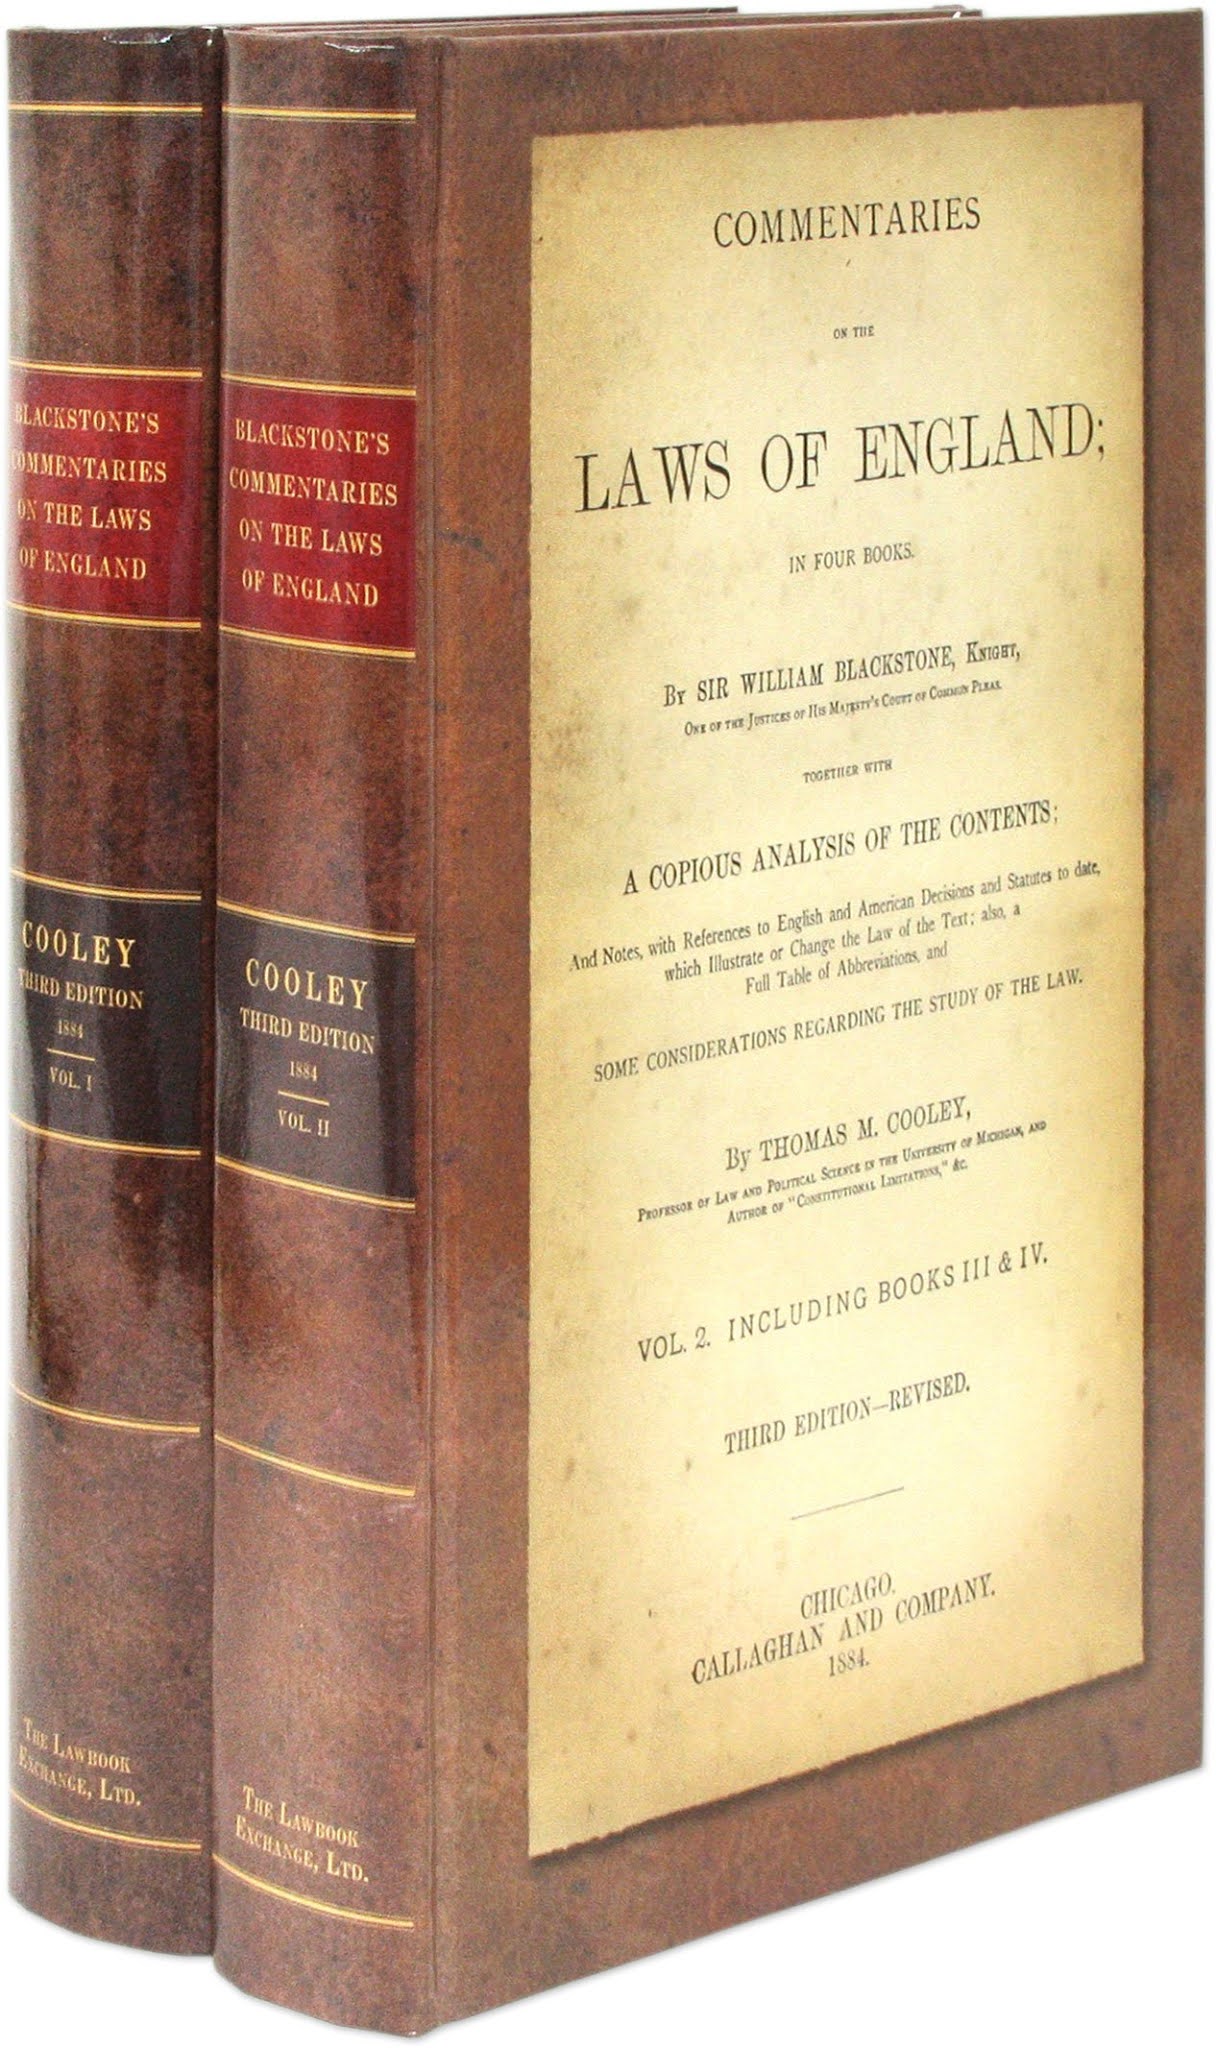 BLACKSTONE'S
COMMENTARIES
ON THE LAWS
OF ENGLAND
COOLEY
THIRD EDITION
1884
VOL. I
THE LAWBOOK
EXCHANGE, LTD.
BLACKSTONE'S
COMMENTARIES
ON THE LAWS
OF ENGLAND
COOLEY
THIRD EDITION
1884
VOL. II
THE LAWBOOK
EXCHANGE, LTD.
COMMENTARIES
ON THE
LAWS OF ENGLAND;
IN FOUR BOOKS.
By SIR WILLIAM BLACKSTONE, Knight,
One of the Justices of His Majesty's Court of Common Pleas.
TOGETHER WITH
A COPIOUS ANALYSIS OF THE CONTENTS;
And Notes, with References to English and American Decisions and Statutes to date,
which Illustrate or Change the Law of the Text; also, a
Full Table of Abbreviations, and
SOME CONSIDERATIONS REGARDING THE STUDY OF THE LAW.
By THOMAS M. COOLEY,
Professor of Law and Political Science in the University of Michigan, and
Author of "Constitutional Limitations," &c.
VOL. 2. INCLUDING BOOKS III & IV.
THIRD EDITION—REVISED.
CHICAGO.
CALLAGHAN AND COMPANY.
1884.